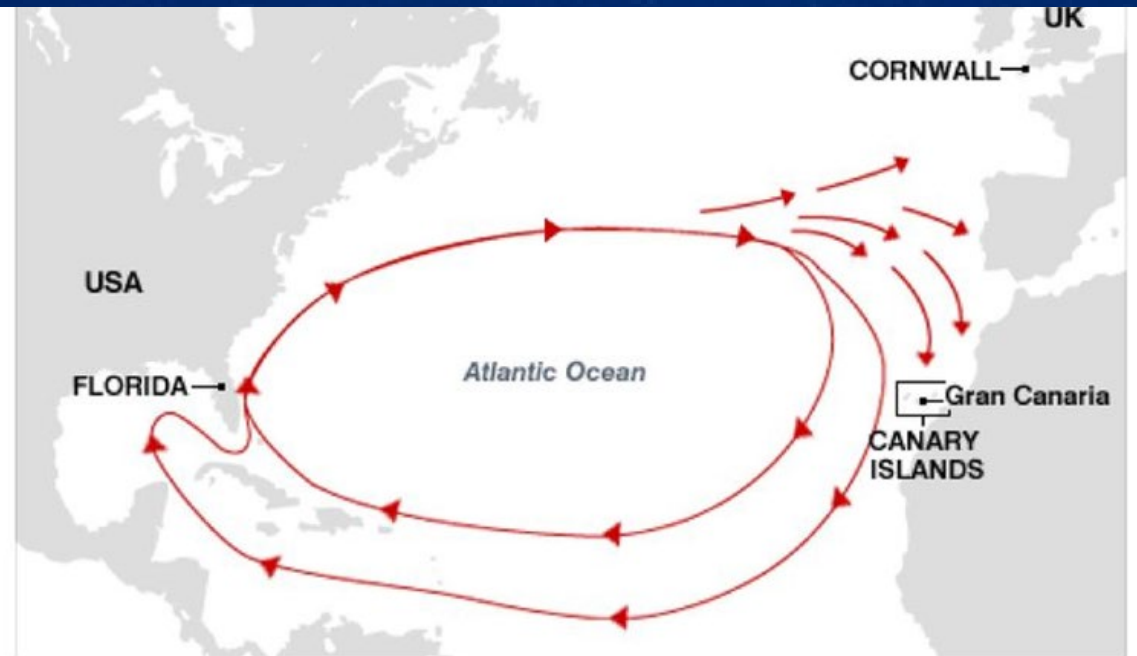 UK
CORNWALL
USA
Atlantic Ocean
FLORIDA
Gran Canaria
CANARY
ISLANDS